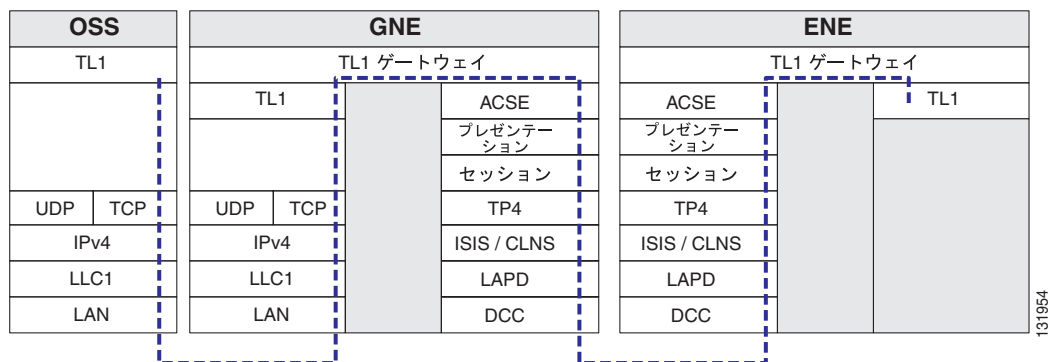 OSS
TL1
UDP TCP
IPv4
LLC1
LAN
GNE
TL1 ゲートウェイ
TL1
UDP TCP
IPv4
LLC1
LAN
ACSE
プレゼンテー
ション
セッション
TP4
ISIS / CLNS
LAPD
DCC
ENE
TL1 ゲートウェイ
ACSE
プレゼンテー
ション
セッション
TP4
ISIS / CLNS
LAPD
DCC
TL1
131954